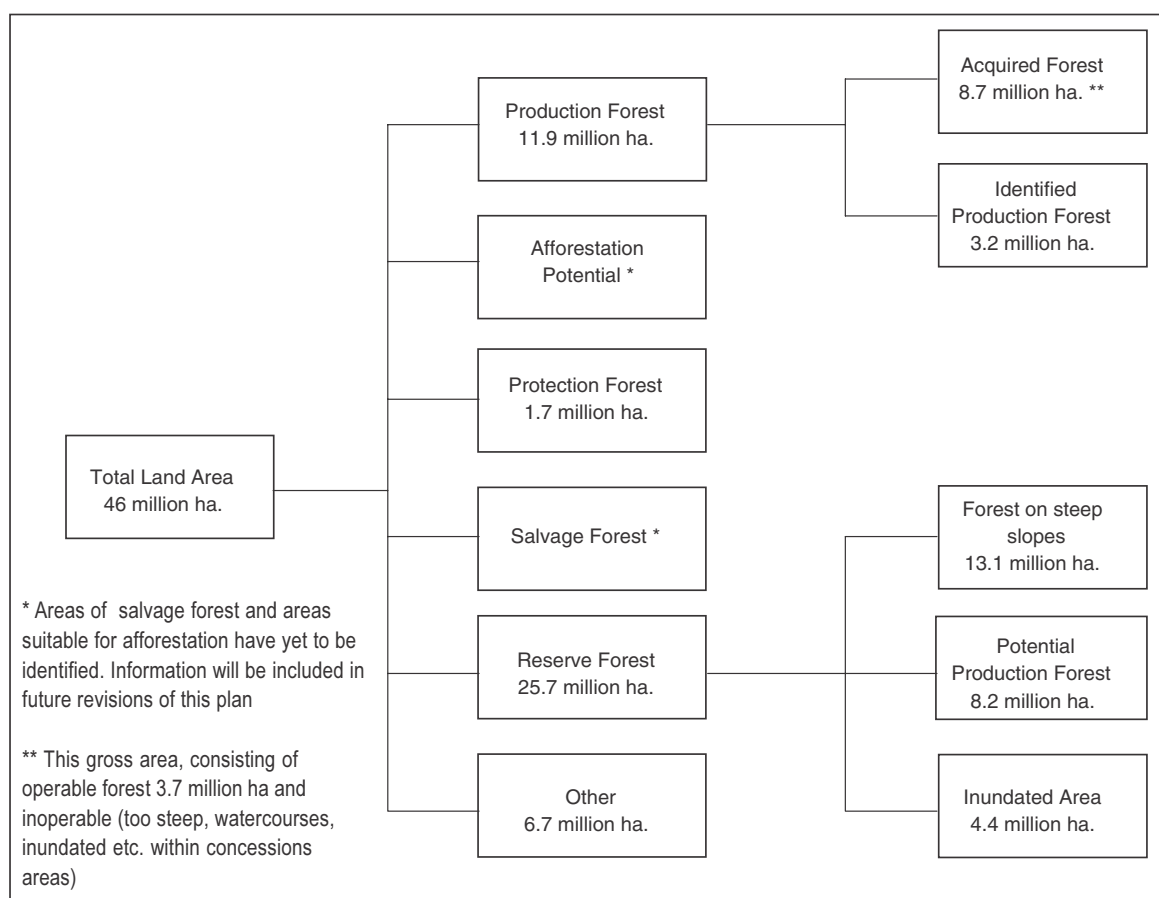 Production Forest
11.9 million ha.
Acquired Forest
8.7 million ha. **
Identified
Production Forest
3.2 million ha.
Afforestation
Potential *
Protection Forest
1.7 million ha.
Total Land Area
46 million ha.
Salvage Forest *
Reserve Forest
25.7 million ha.
Forest on steep
slopes
13.1 million ha.
Potential
Production Forest
8.2 million ha.
Inundated Area
4.4 million ha.
Other
6.7 million ha.
* Areas of salvage forest and areas
suitable for afforestation have yet to be
identified. Information will be included in
future revisions of this plan
** This gross area, consisting of
operable forest 3.7 million ha and
inoperable (too steep, watercourses,
inundated etc. within concessions
areas)